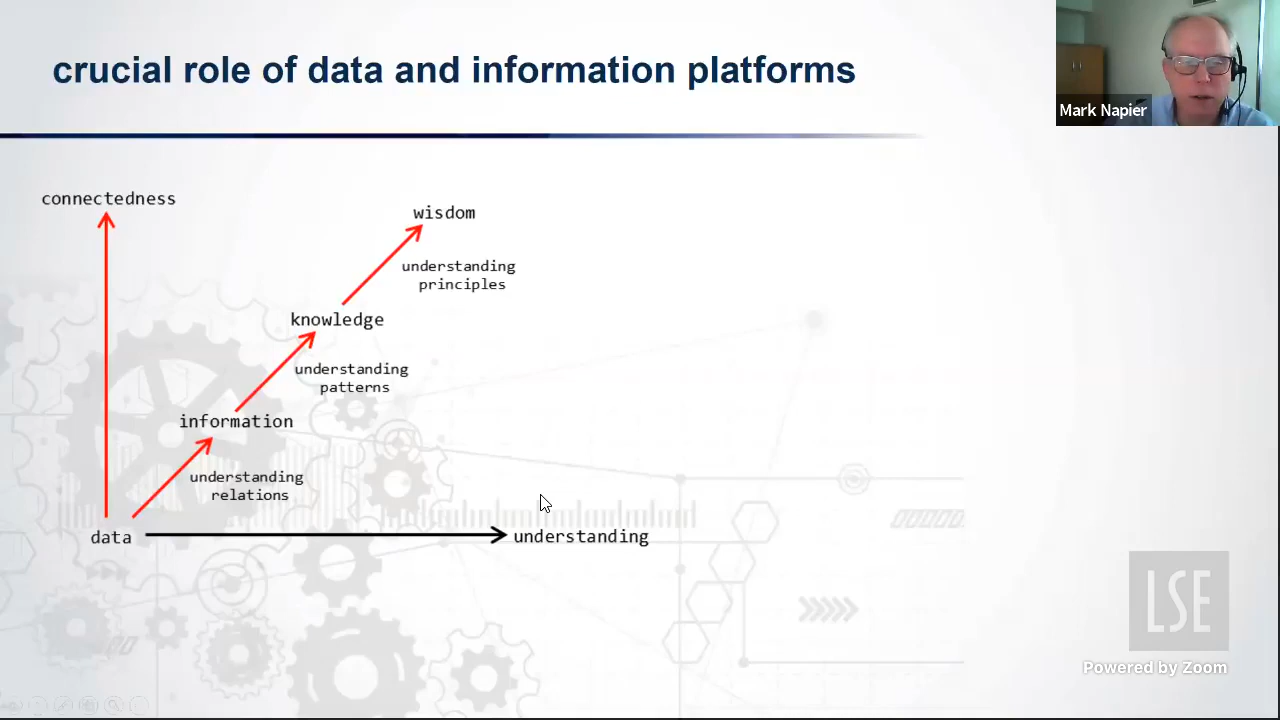 crucial role of data and information platforms
Mark Napier
connectedness
wisdom
understanding
principles
knowledge
understanding
patterns
information
understanding
relations
data
understanding
LSE
Powered by Zoom